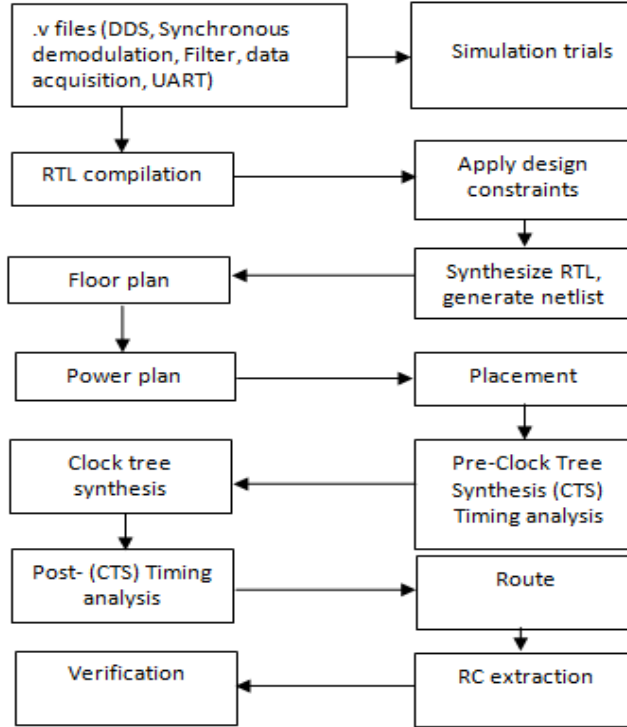 .v files (DDS, Synchronous
demodulation, Filter, data
acquisition, UART)
Simulation trials
RTL compilation
Apply design
constraints
Synthesize RTL,
generate netlist
Floor plan
Power plan
Placement
Pre-Clock Tree
Synthesis (CTS)
Timing analysis
Clock tree
synthesis
Post- (CTS) Timing
analysis
Route
RC extraction
Verification